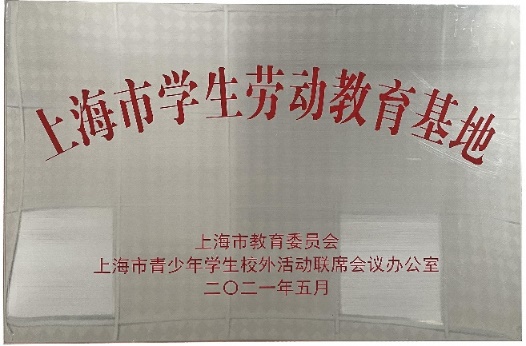 上海市学生劳动教育基地
上海市教育委员会
上海市青少年学生校外活动联席会议办公室
二〇二一年五月